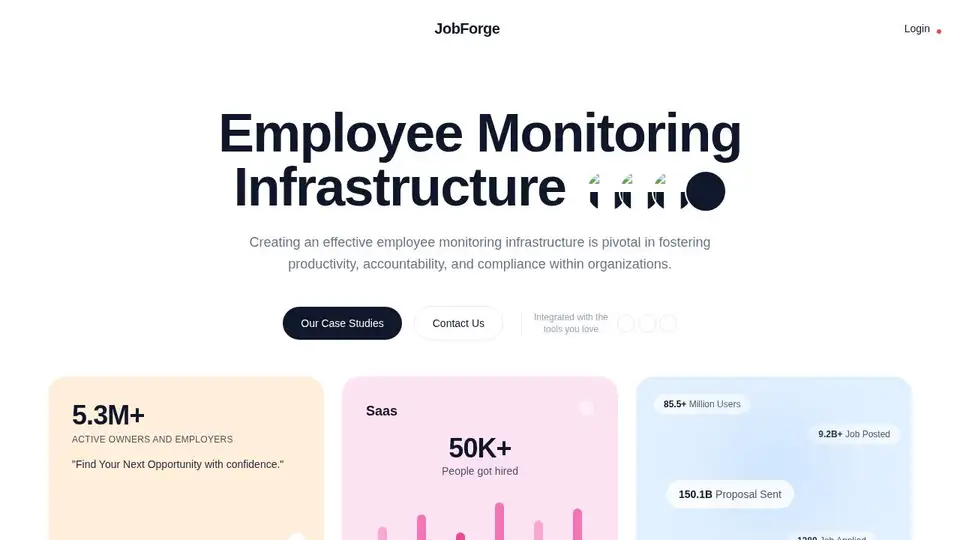 JobForge
Login
Employee Monitoring
Infrastructure
Creating an effective employee monitoring infrastructure is pivotal in fostering
productivity, accountability, and compliance within organizations.
Our Case Studies
Contact Us
Integrated with the
tools you love
5.3M+
ACTIVE OWNERS AND EMPLOYERS
"Find Your Next Opportunity with confidence."
Saas
50K+
People got hired
85.5+ Million Users
9.2B+ Job Posted
150.1B Proposal Sent
1280 Job Applied